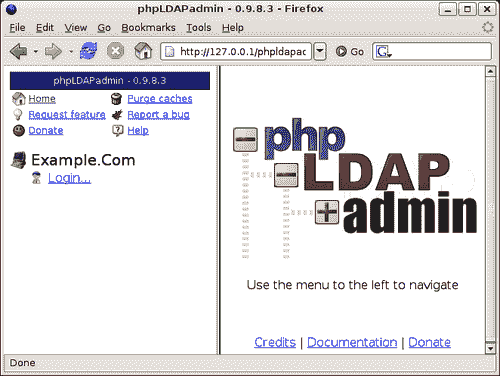 phpLDAPadmin - 0.9.8.3 - Firefox
File Edit View Go Bookmarks Tools Help
http://127.0.0.1/phpldapac Go G
phpLDAPadmin - 0.9.8.3
Home Purge caches
Request feature Report a bug
Donate Help
Example.Com
Login...
php
LDAP
admin
Use the menu to the left to navigate
Credits | Documentation | Donate
Done